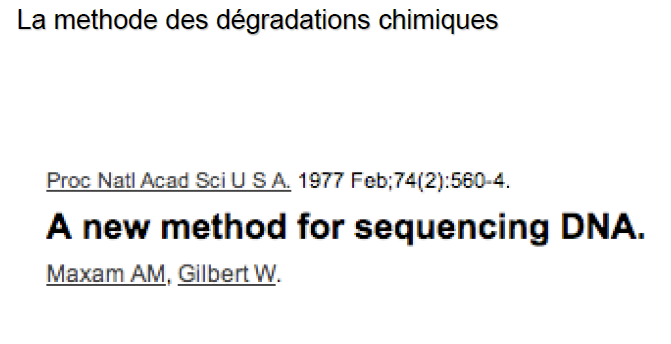 La methode des dégradations chimiques
Proc Natl Acad Sci U S A. 1977 Feb;74(2):560-4.
A new method for sequencing DNA.
Maxam AM, Gilbert W.